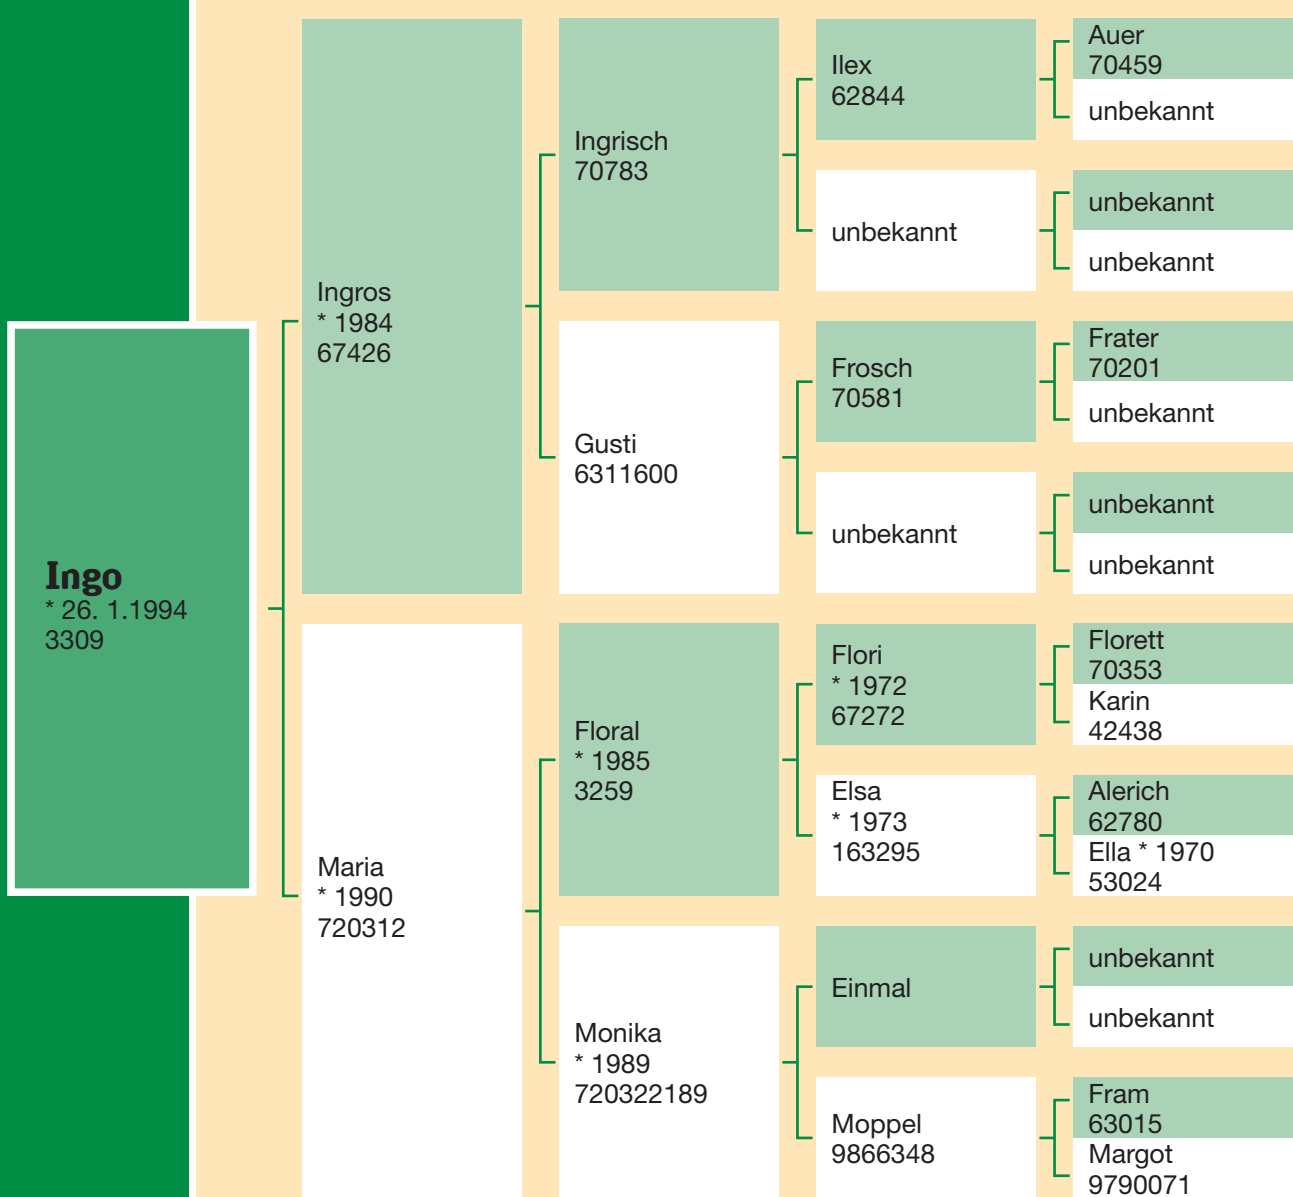 Ingo
* 26. 1.1994
3309
Ingros
* 1984
67426
Maria
* 1990
720312
Ingrisch
70783
Gusti
6311600
Floral
* 1985
3259
Monika
* 1989
720322189
Ilex
62844
unbekannt
Frosch
70581
unbekannt
Flori
* 1972
67272
Elsa
* 1973
163295
Einmal
Moppel
9866348
Auer
70459
unbekannt
unbekannt
unbekannt
Frater
70201
unbekannt
unbekannt
unbekannt
Florett
70353
Karin
42438
Alerich
62780
Ella * 1970
53024
unbekannt
unbekannt
Fram
63015
Margot
9790071